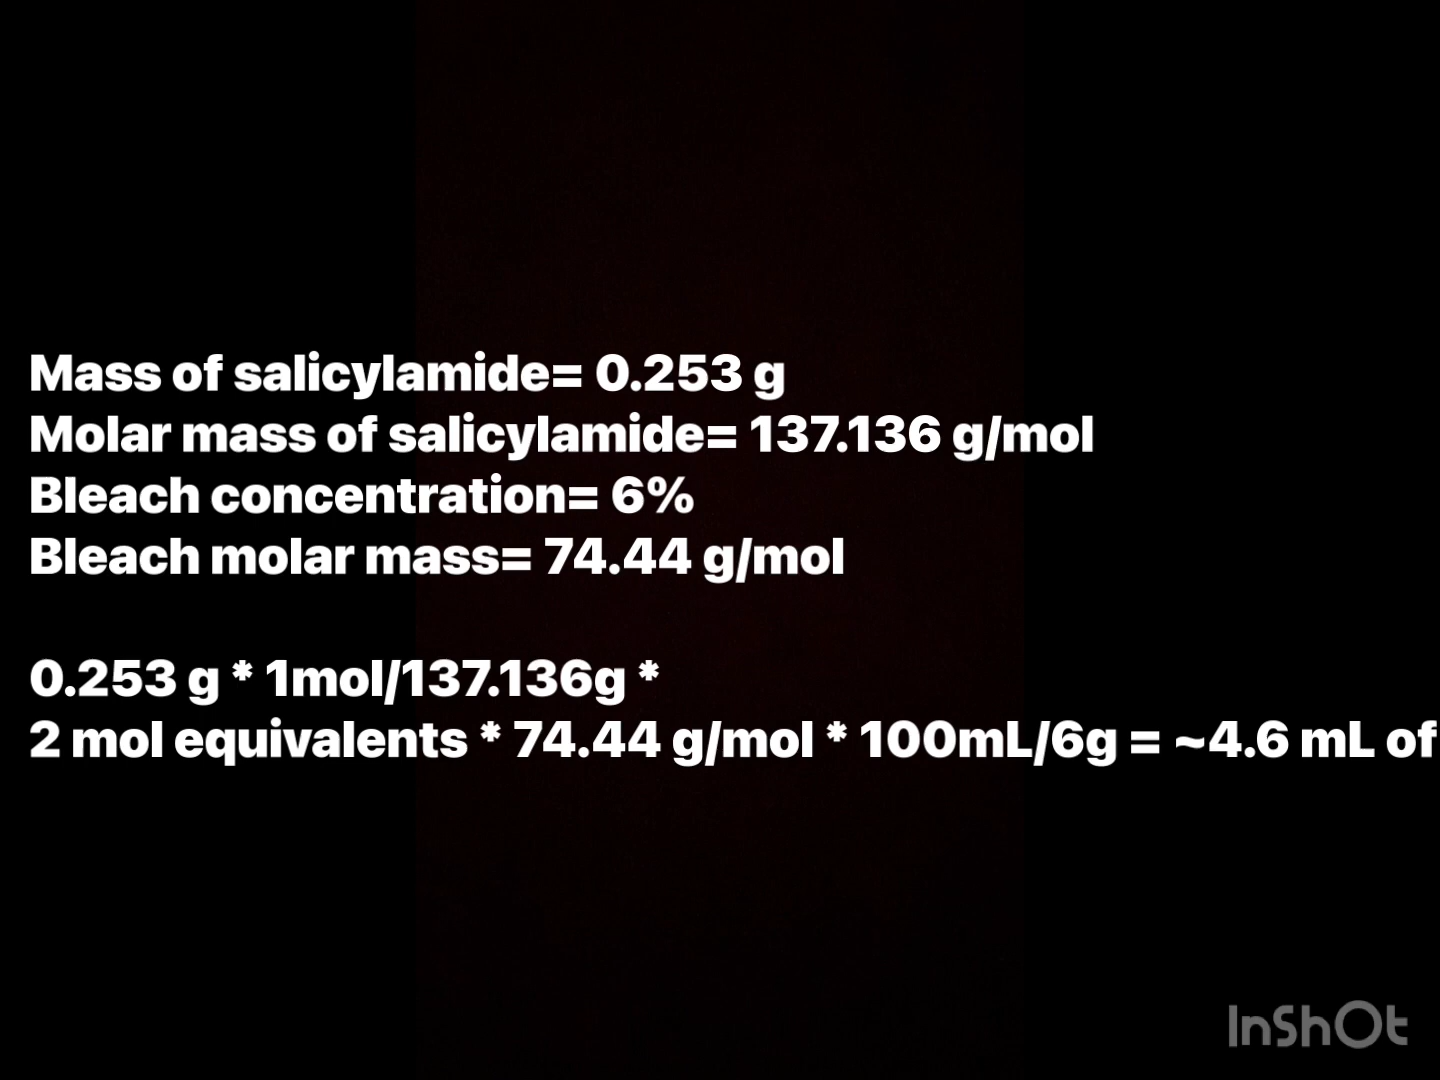 Mass of salicylamide= 0.253 g
Molar mass of salicylamide= 137.136 g/mol
Bleach concentration= 6%
Bleach molar mass= 74.44 g/mol
0.253 g * 1mol/137.136g *
2 mol equivalents * 74.44 g/mol * 100mL/6g = ~4.6 mL of
InShOt